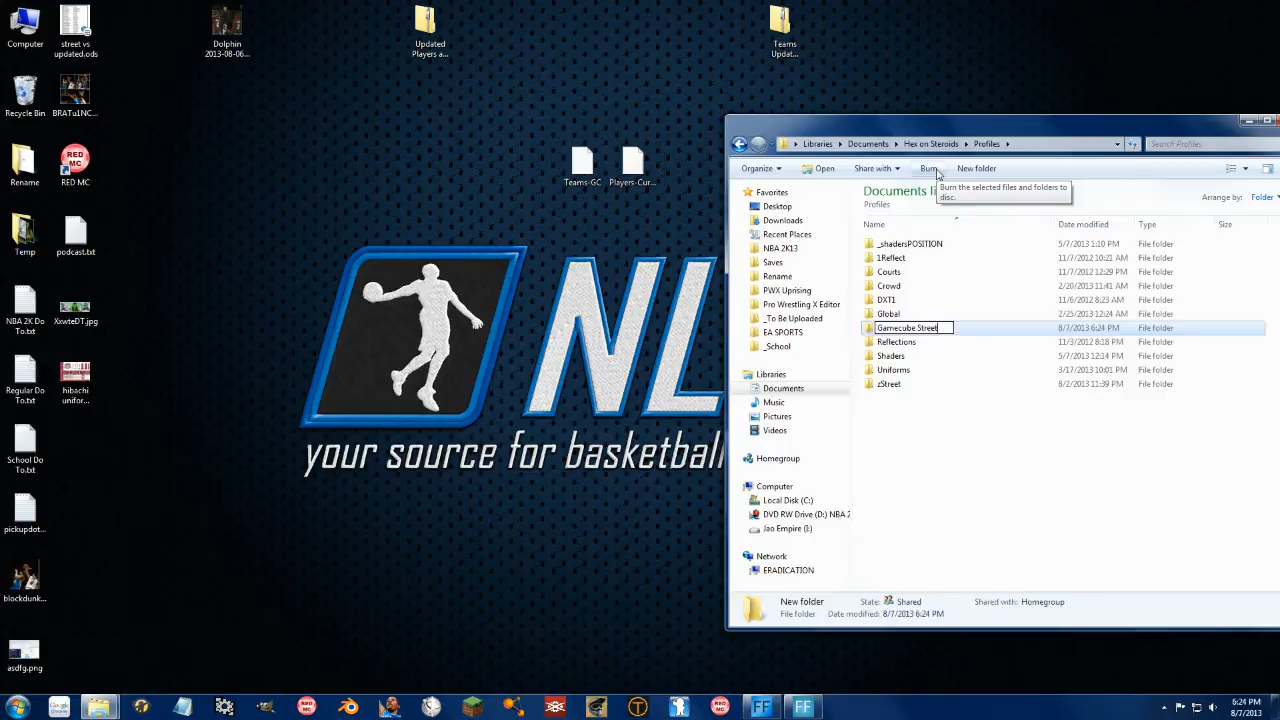 Computer
street vs
updated.ods
Dolphin
2013-08-06...
Updated
Players a...
Teams
Updat...
Recycle Bin
BRATu1NC...
Rename
RED MC
RED MC
Teams-GC
Players-Cur...
Temp
podcast.txt
NBA 2K Do
To.txt
XxwteDT.jpg
Regular Do
To.txt
hibachi
unifor...
School Do
To.txt
pickupdot...
blockdunk...
asdfg.png
NL
your source for basketball
Libraries
Documents
Hex on Steroids
Profiles
Search Profiles
Organize
Open
Share with
Burn
New folder
Burn the selected files and folders to
disc.
Documents li
Profiles
Arrange by:
Folder
Name
Date modified
Type
Size
_shadersPOSITION 5/7/2013 1:10 PM File folder
1Reflect 11/7/2012 10:21 AM File folder
Courts 11/7/2012 12:29 PM File folder
Crowd 2/20/2013 11:41 AM File folder
DXT1 11/6/2012 8:23 AM File folder
Global 2/25/2013 12:24 AM File folder
Gamecube Street 8/7/2013 6:24 PM File folder
Reflections 11/3/2012 8:18 PM File folder
Shaders 5/7/2013 12:14 PM File folder
Uniforms 3/17/2013 10:01 PM File folder
zStreet 8/2/2013 11:39 PM File folder
Favorites
Desktop
Downloads
Recent Places
NBA 2K13
Saves
Rename
PWX Uprising
Pro Wrestling X Editor
_To Be Uploaded
EA SPORTS
_School
Libraries
Documents
Music
Pictures
Videos
Homegroup
Computer
Local Disk (C:)
DVD RW Drive (D:) NBA 2
Jao Empire (I:)
Network
ERADICATION
New folder
State: Shared
Shared with: Homegroup
File folder
Date modified: 8/7/2013 6:24 PM
Google
RED MC
RED MC
FF
FF
6:24 PM
8/7/2013